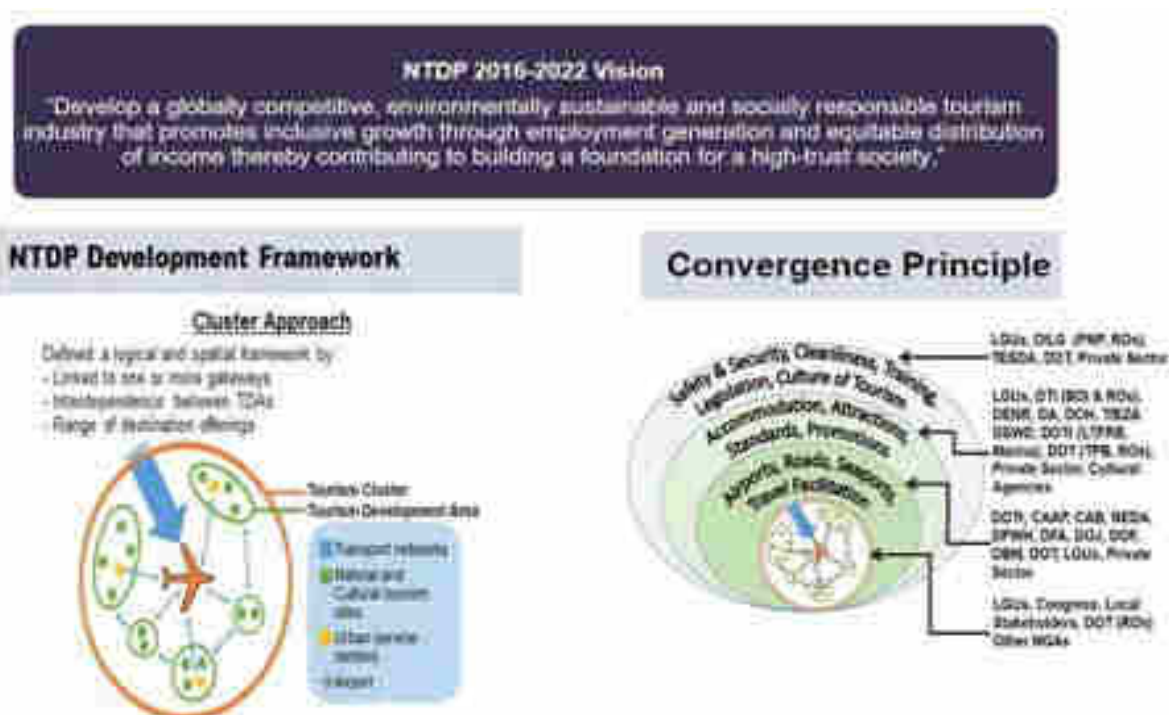 NTDP 2016-2022 Vision
"Develop a globally competitive, environmentally sustainable and socially responsible tourism
industry that promotes inclusive growth through employment generation and equitable distribution
of income thereby contributing to building a foundation for a high-trust society."
NTDP Development Framework
Cluster Approach
Defined a logical and spatial framework by
- Linked to one or more gateways
- Interdependence between TDAs
- Range of destination offerings
Tourism Cluster
Tourism Development Area
Transport networks
Natural and
Cultural tourism
sites
Urban service
Airport
Convergence Principle
Safety & Security, Cleanliness, Training,
Legislation, Culture of Tourism
Accommodation, Attractions,
Standards, Promotions
Airports, Roads, Seaports,
Travel Facilitation
LGUs, DILG (PNP, ROs),
TESDA, DOT, Private Sector
LGUs, DTI (BOI & ROs),
DENR, DA, DOH, TIEZA
DSWD, DOTr (LTFRB,
Marina), DOT (TPB, ROs),
Private Sector, Cultural
Agencies
DOTr, CAAP, CAB, NEDA,
DPWH, DFA, DOJ, DOF,
DBM, DOT, LGUs, Private
Sector
LGUs, Congress, Local
Stakeholders, DOT (ROs)
Other NGAs